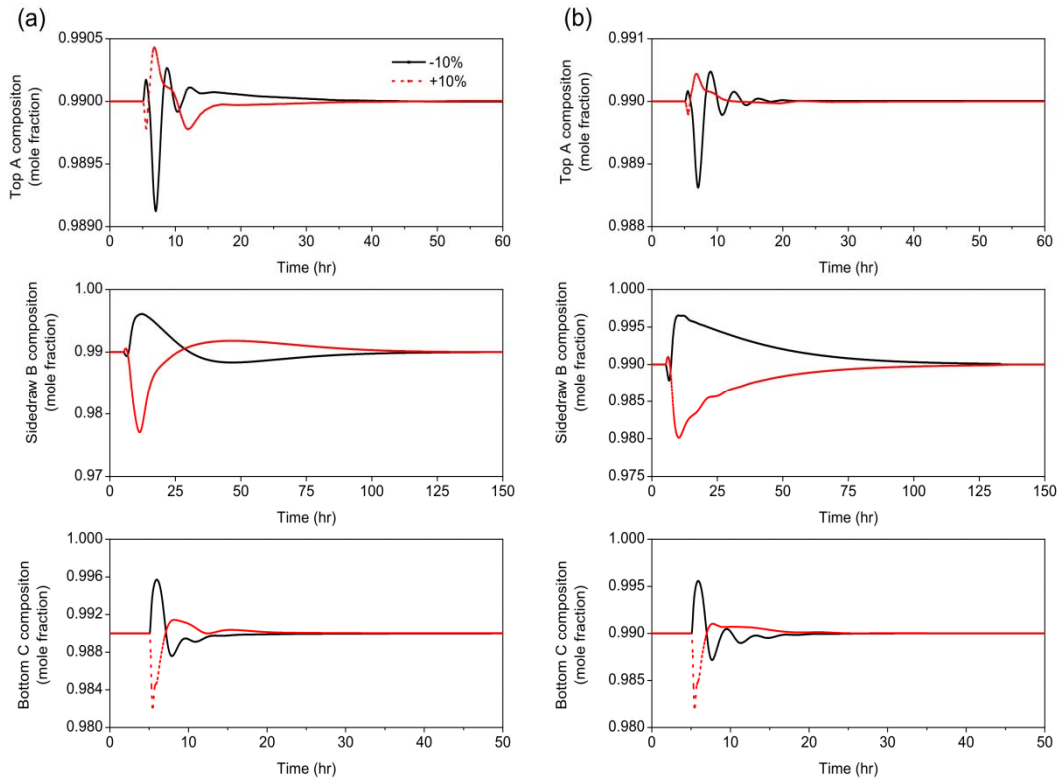 (a)
0.9905
0.9900
0.9895
0.9890
Top A compositon
(mole fraction)
-10%
+10%
0 10 20 30 40 50 60
Time (hr)
1.00
0.99
0.98
0.97
Sidedraw B compositon
(mole fraction)
0 25 50 75 100 125 150
Time (hr)
1.000
0.996
0.992
0.988
0.984
0.980
Bottom C compositon
(mole fraction)
0 10 20 30 40 50
Time (hr)
(b)
0.991
0.990
0.989
0.988
Top A compositon
(mole fraction)
0 10 20 30 40 50 60
Time (hr)
1.000
0.995
0.990
0.985
0.980
0.975
Sidedraw B compositon
(mole fraction)
0 25 50 75 100 125 150
Time (hr)
1.000
0.995
0.990
0.985
0.980
Bottom C compositon
(mole fraction)
0 10 20 30 40 50
Time (hr)